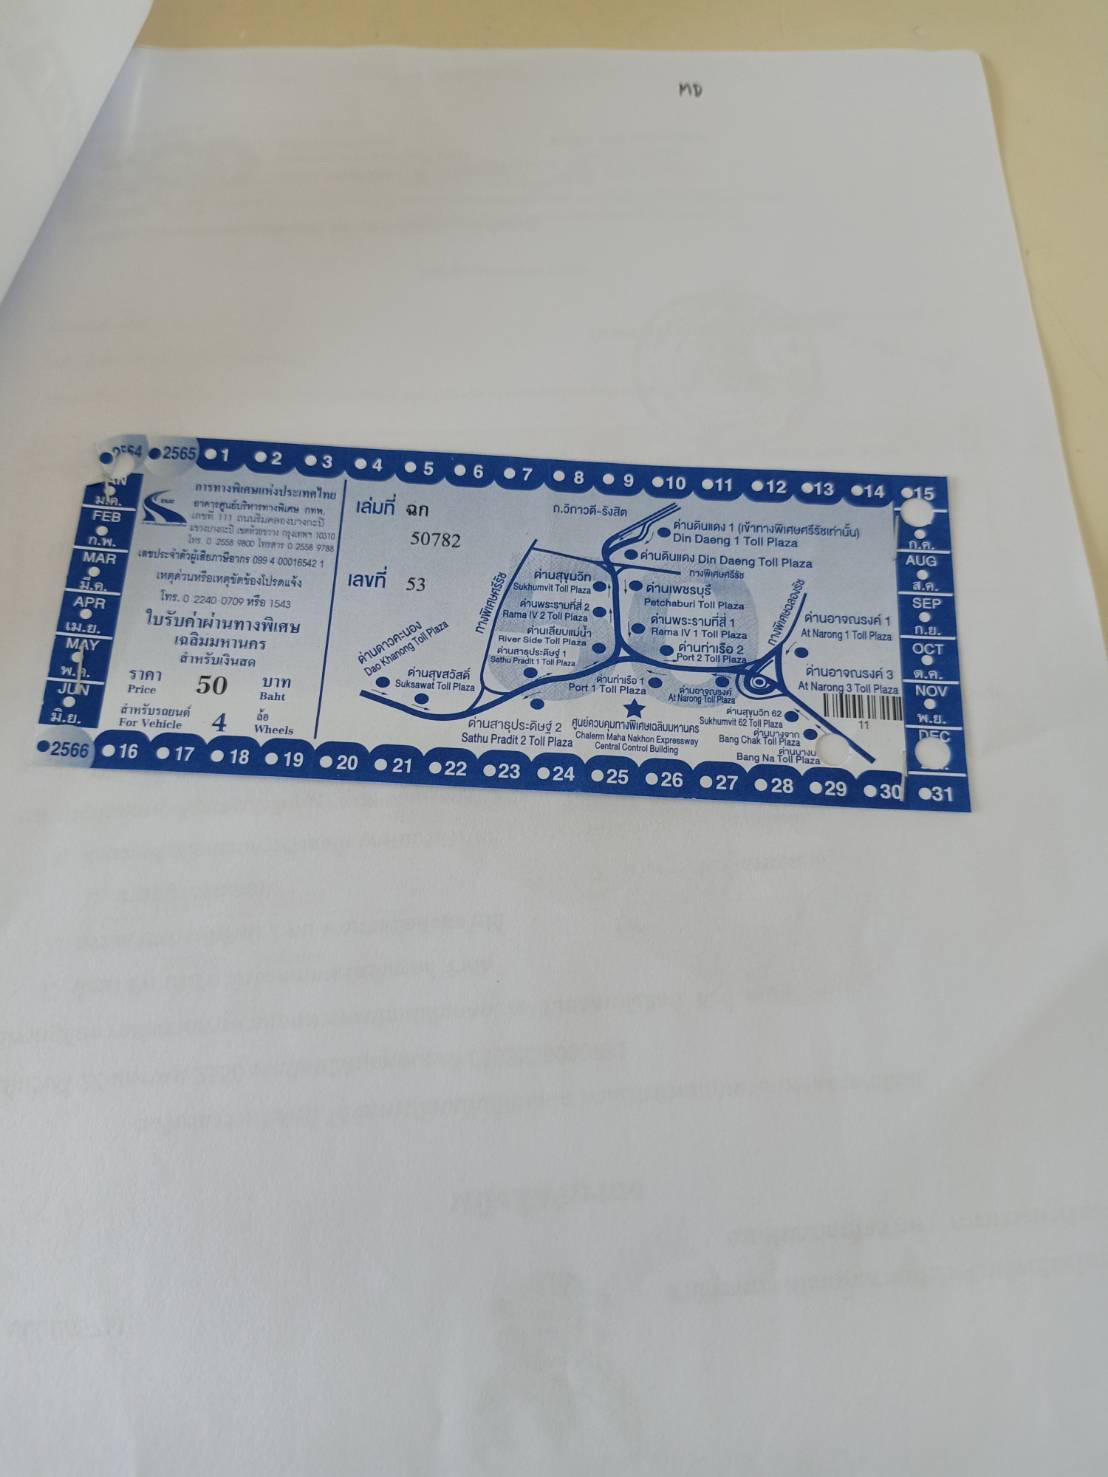 MD
2564 2565 1 2 3 4 5 6 7 8 9 10 11 12 13 14 15
ม.ค.
FEB
ก.พ.
MAR
มี.ค.
APR
เม.ย.
MAY
พ.ค.
JUN
มิ.ย.
การทางพิเศษแห่งประเทศไทย
อาคารศูนย์บริหารทางพิเศษ กทพ.
เลขที่ 111 ถนนริมคลองบางกะปิ
แขวงบางกะปิ เขตห้วยขวาง กรุงเทพฯ 10310
โทร. 0 2558 9800 โทรสาร 0 2558 9788
เลขประจำตัวผู้เสียภาษีอากร 099 4 00016542 1
เหตุด่วนหรือเหตุขัดข้องโปรดแจ้ง
โทร. 0 2240 0709 หรือ 1543
ใบรับค่าผ่านทางพิเศษ
เฉลิมมหานคร
สำหรับเงินสด
ราคา 50 บาท
Price Baht
สำหรับรถยนต์ 4 ล้อ
For Vehicle Wheels
เล่มที่ ฉก
50782
เลขที่ 53
ถ.วิภาวดี-รังสิต
ด่านดินแดง 1 (เข้าทางพิเศษศรีรัชเท่านั้น)
Din Daeng 1 Toll Plaza
ด่านดินแดง Din Daeng Toll Plaza
ทางพิเศษศรีรัช
ทางพิเศษศรีรัช
ด่านสุขุมวิท
Sukhumvit Toll Plaza
ด่านเพชรบุรี
Petchaburi Toll Plaza
ด่านพระรามที่สี่ 2
Rama IV 2 Toll Plaza
ด่านพระรามที่สี่ 1
Rama IV 1 Toll Plaza
ทางพิเศษฉลองรัช
ด่านเลียบแม่น้ำ
River Side Toll Plaza
ด่านท่าเรือ 2
Port 2 Toll Plaza
ด่านอาจณรงค์ 1
At Narong 1 Toll Plaza
ด่านสาธุประดิษฐ์ 1
Sathu Pradit 1 Toll Plaza
ด่านดาวคะนอง
Dao Khanong Toll Plaza
ด่านสุขสวัสดิ์
Suksawat Toll Plaza
ด่านท่าเรือ 1
Port 1 Toll Plaza
ด่านอาจณรงค์
At Narong Toll Plaza
ด่านอาจณรงค์ 3
At Narong 3 Toll Plaza
ด่านสาธุประดิษฐ์ 2
Sathu Pradit 2 Toll Plaza
ศูนย์ควบคุมทางพิเศษเฉลิมมหานคร
Chalerm Maha Nakhon Expressway
Central Control Building
ด่านสุขุมวิท 62
Sukhumvit 62 Toll Plaza
ด่านบางจาก
Bang Chak Toll Plaza
Bang Na Toll Plaza
11
ก.ค.
AUG
ส.ค.
SEP
ก.ย.
OCT
ต.ค.
NOV
พ.ย.
DEC
2566 16 17 18 19 20 21 22 23 24 25 26 27 28 29 30 31